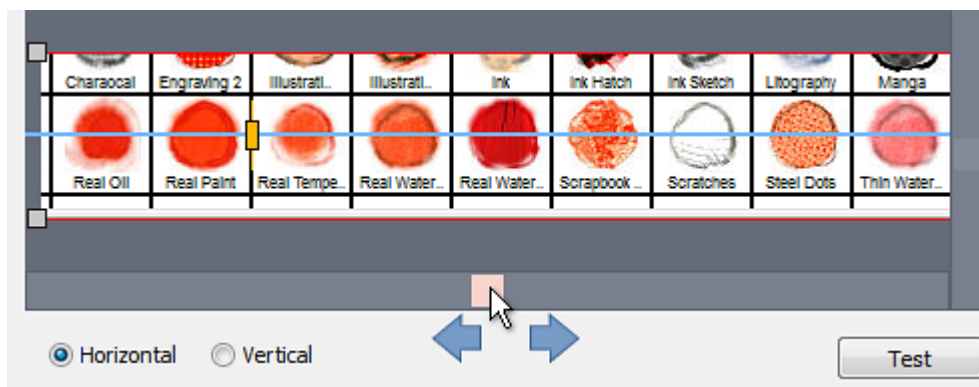 Charaocal Engraving 2 Illustrati.. Illustrati.. Ink Ink Hatch Ink Sketch Litography Manga
Real Oil Real Paint Real Tempe.. Real Water.. Real Water.. Scrapbook .. Scratches Steel Dots Thin Water..
Horizontal Vertical Test